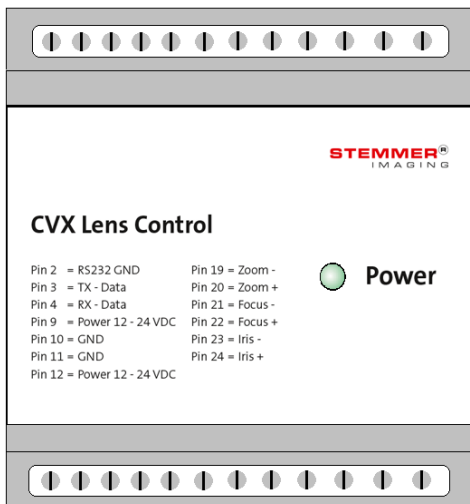 STEMMER®
IMAGING
CVX Lens Control
Pin 2 = RS232 GND
Pin 3 = TX - Data
Pin 4 = RX - Data
Pin 9 = Power 12 - 24 VDC
Pin 10 = GND
Pin 11 = GND
Pin 12 = Power 12 - 24 VDC
Pin 19 = Zoom -
Pin 20 = Zoom +
Pin 21 = Focus -
Pin 22 = Focus +
Pin 23 = Iris -
Pin 24 = Iris +
Power